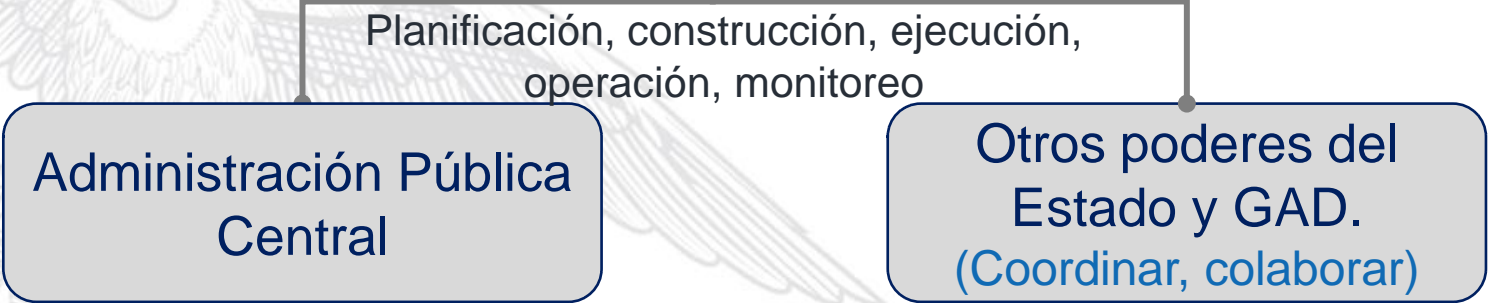 Planificación, construcción, ejecución,
operación, monitoreo
Administración Pública
Central
Otros poderes del
Estado y GAD.
(Coordinar, colaborar)